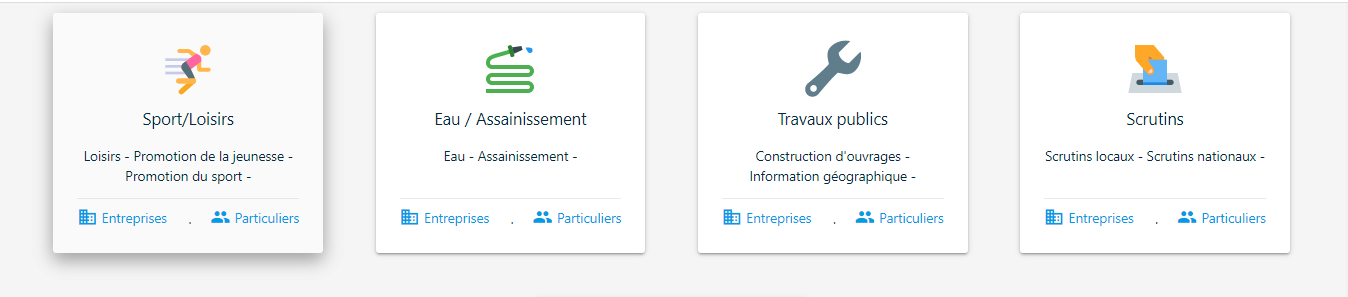 Sport/Loisirs
Loisirs - Promotion de la jeunesse -
Promotion du sport -
Entreprises . Particuliers
Eau / Assainissement
Eau - Assainissement -
Entreprises . Particuliers
Travaux publics
Construction d'ouvrages -
Information géographique -
Entreprises . Particuliers
Scrutins
Scrutins locaux - Scrutins nationaux -
Entreprises . Particuliers